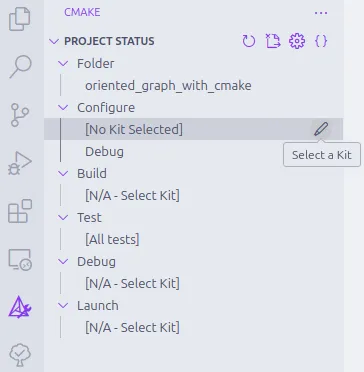 CMAKE
PROJECT STATUS
Folder
oriented_graph_with_cmake
Configure
[No Kit Selected]
Select a Kit
Debug
Build
[N/A - Select Kit]
Test
[All tests]
Debug
[N/A - Select Kit]
Launch
[N/A - Select Kit]